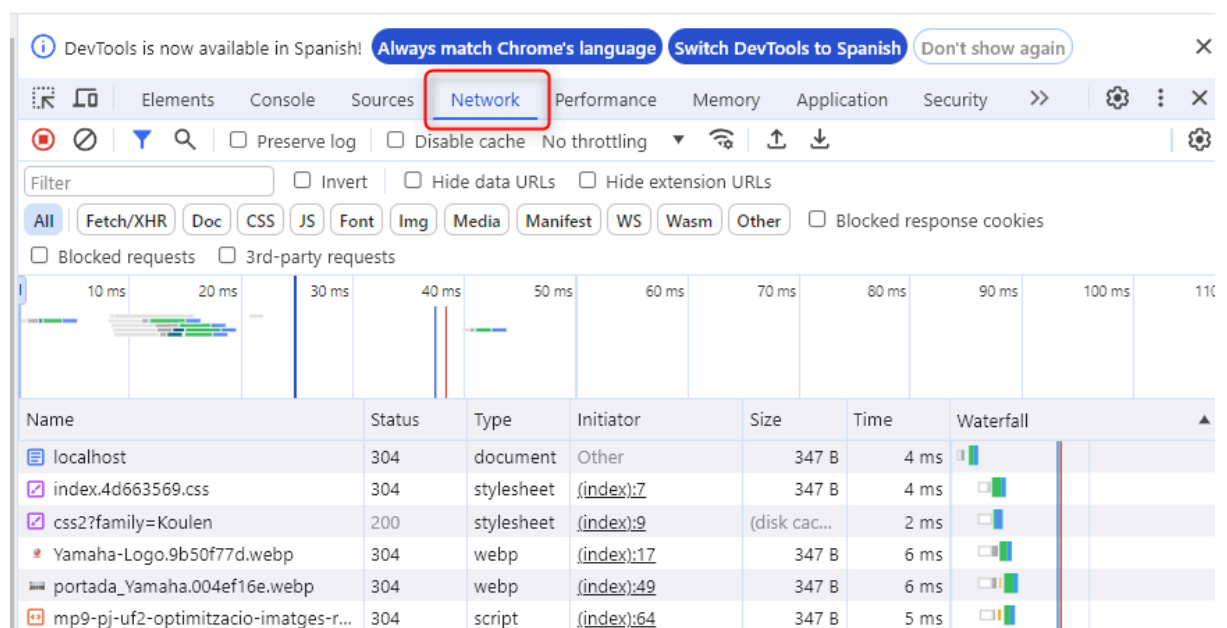 DevTools is now available in Spanish! Always match Chrome's language Switch DevTools to Spanish Don't show again
Elements Console Sources Network Performance Memory Application Security
Preserve log Disable cache No throttling
Filter Invert Hide data URLs Hide extension URLs
All Fetch/XHR Doc CSS JS Font Img Media Manifest WS Wasm Other Blocked response cookies
Blocked requests 3rd-party requests
10 ms 20 ms 30 ms 40 ms 50 ms 60 ms 70 ms 80 ms 90 ms 100 ms 110
Name Status Type Initiator Size Time Waterfall
localhost 304 document Other 347 B 4 ms
index.4d663569.css 304 stylesheet (index):7 347 B 4 ms
css2?family=Koulen 200 stylesheet (index):9 (disk cac... 2 ms
Yamaha-Logo.9b50f77d.webp 304 webp (index):17 347 B 6 ms
portada_Yamaha.004ef16e.webp 304 webp (index):49 347 B 6 ms
mp9-pj-uf2-optimitzacio-imatges-r... 304 script (index):64 347 B 5 ms